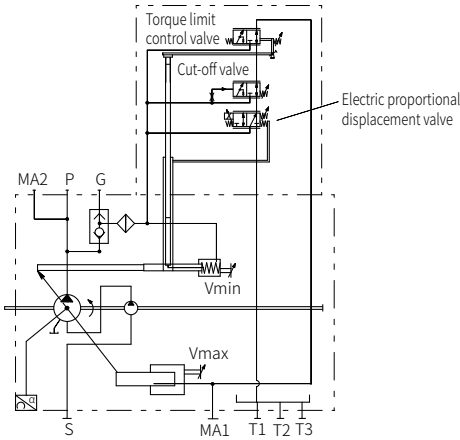 Torque limit
control valve
Cut-off valve
Electric proportional
displacement valve
MA2 P G
Vmin
Vmax
α
S MA1 T1 T2 T3